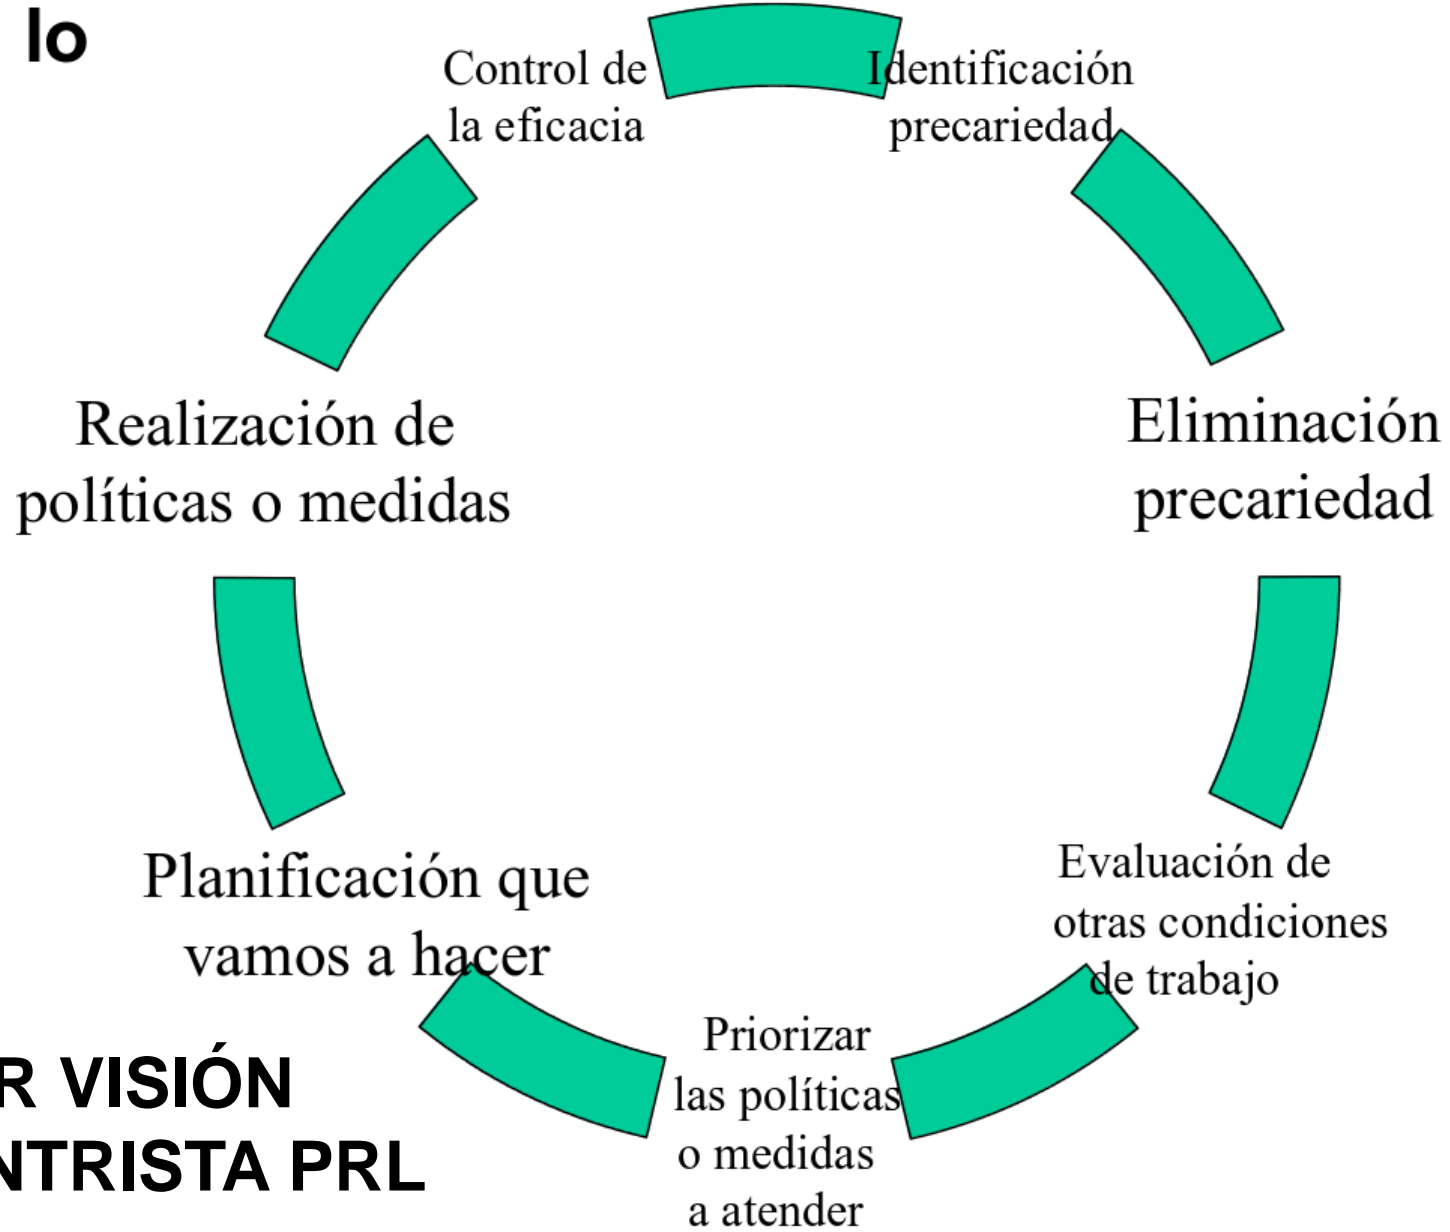 lo
Control de
la eficacia
Identificación
precariedad
Eliminación
precariedad
Evaluación de
otras condiciones
de trabajo
Priorizar
las políticas
o medidas
a atender
Planificación que
vamos a hacer
Realización de
políticas o medidas
R VISIÓN
NTRISTA PRL